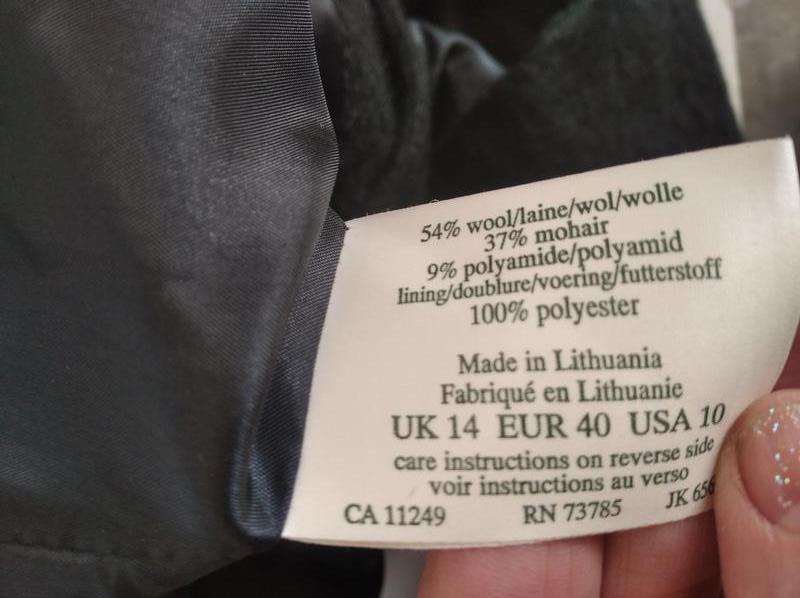 54% wool/laine/wol/wolle
37% mohair
9% polyamide/polyamid
lining/doublure/voering/futterstoff
100% polyester
Made in Lithuania
Fabriqué en Lithuanie
UK 14 EUR 40 USA 10
care instructions on reverse side
voir instructions au verso
CA 11249 RN 73785 JK 656